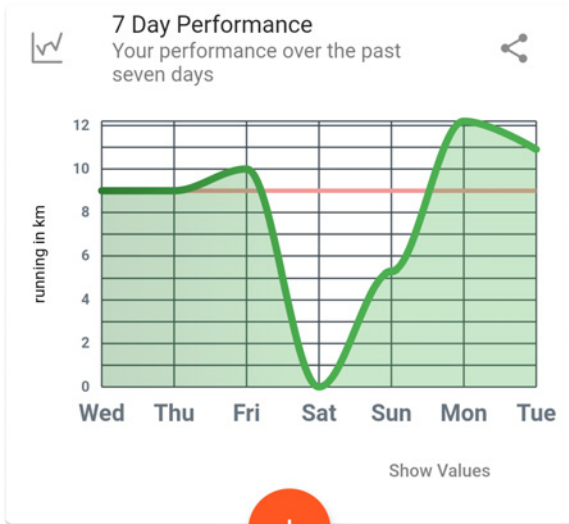 7 Day Performance
Your performance over the past
seven days
12
10
8
6
4
2
0
running in km
Wed Thu Fri Sat Sun Mon Tue
Show Values